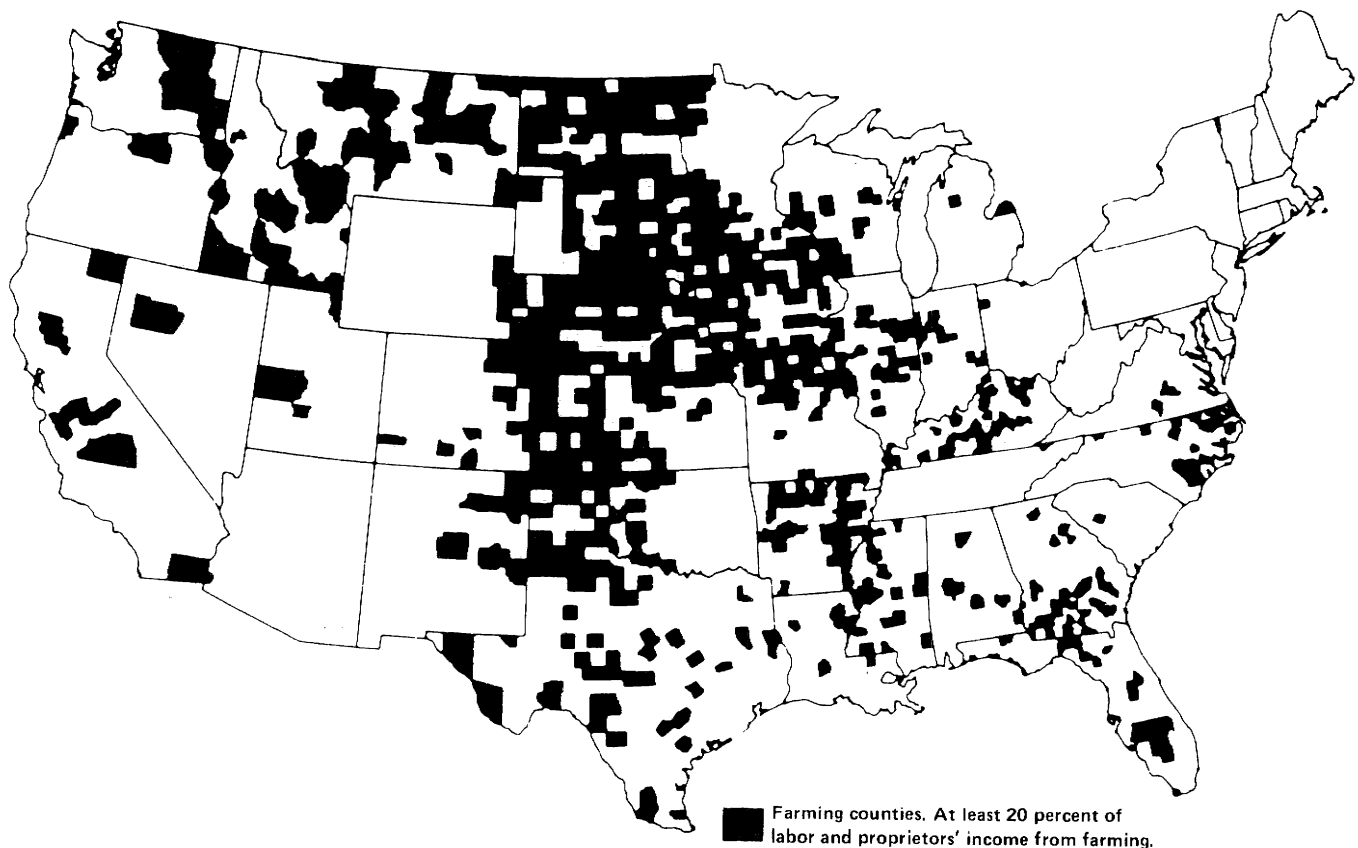 Farming counties. At least 20 percent of
labor and proprietors' income from farming.